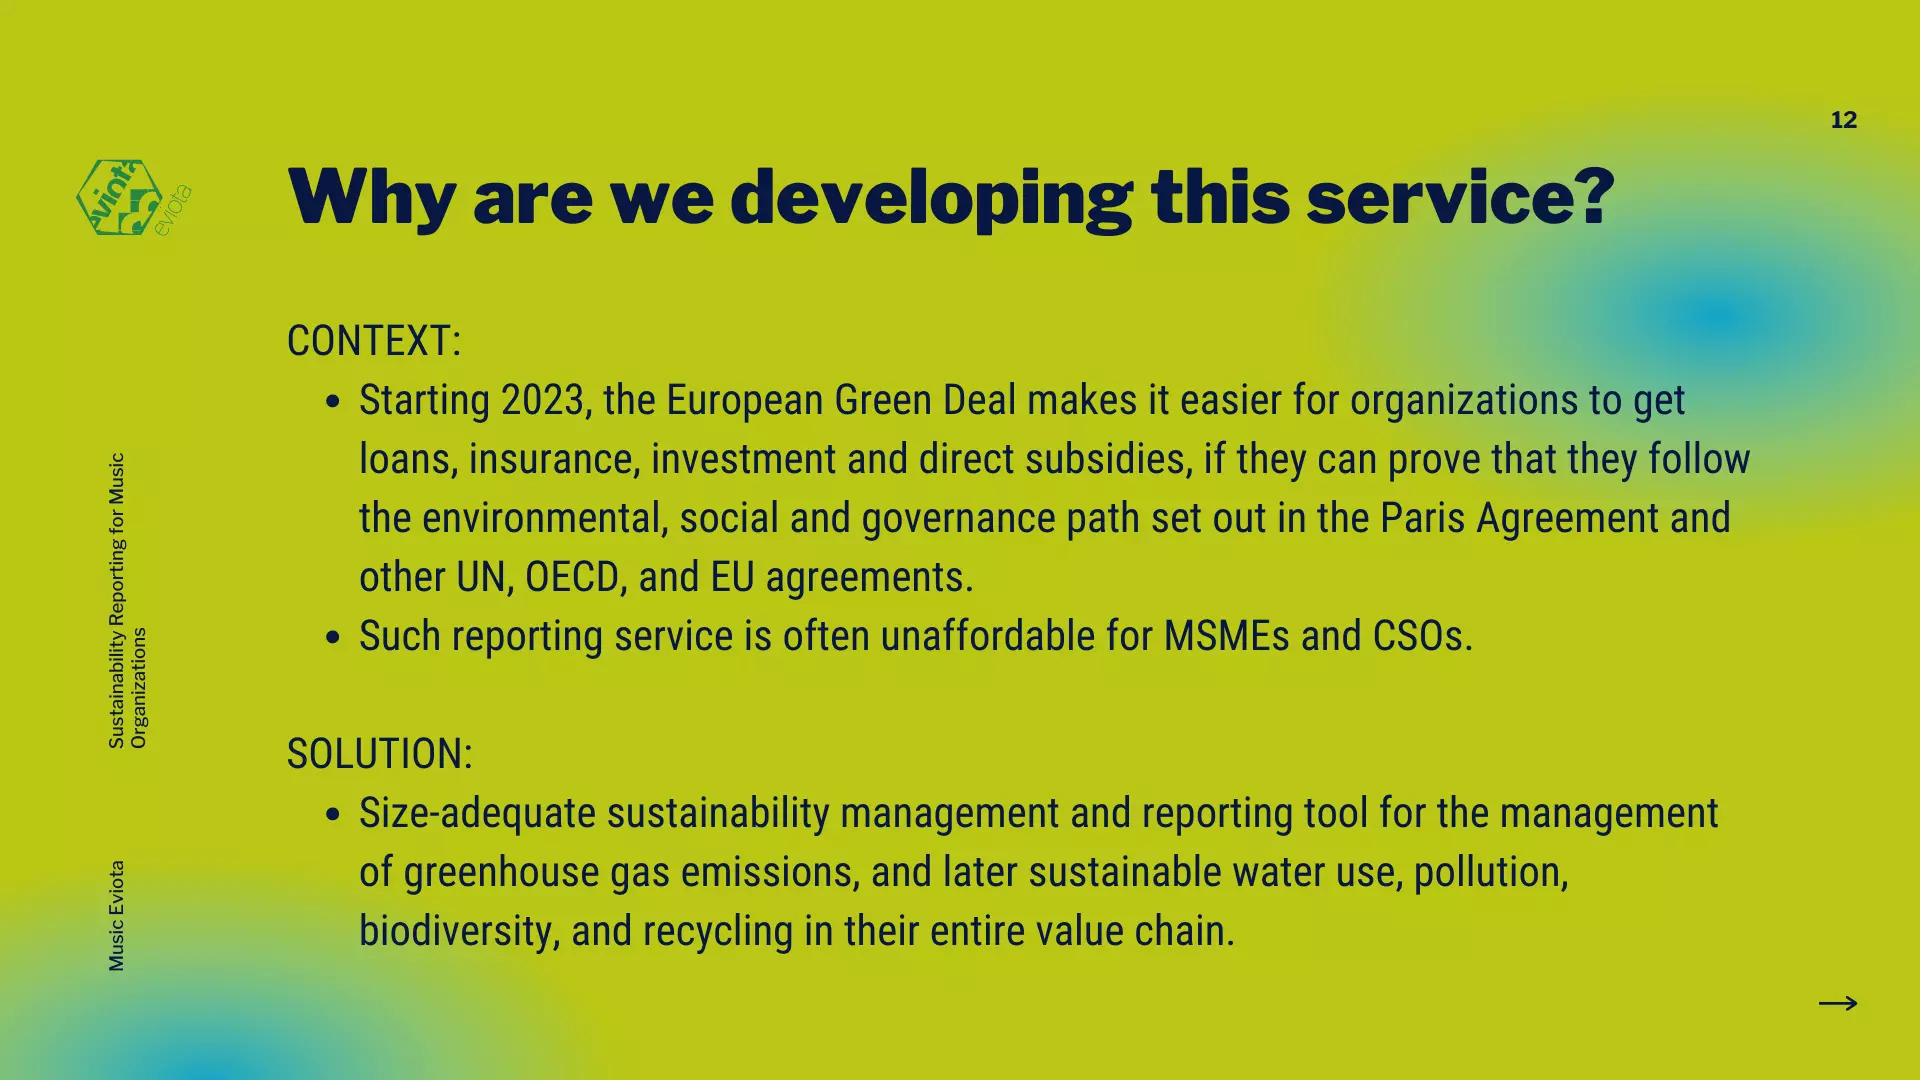 12
eviota
eviota
Why are we developing this service?
CONTEXT:
• Starting 2023, the European Green Deal makes it easier for organizations to get
loans, insurance, investment and direct subsidies, if they can prove that they follow
the environmental, social and governance path set out in the Paris Agreement and
other UN, OECD, and EU agreements.
• Such reporting service is often unaffordable for MSMEs and CSOs.
SOLUTION:
• Size-adequate sustainability management and reporting tool for the management
of greenhouse gas emissions, and later sustainable water use, pollution,
biodiversity, and recycling in their entire value chain.
Sustainability Reporting for Music
Organizations
Music Eviota